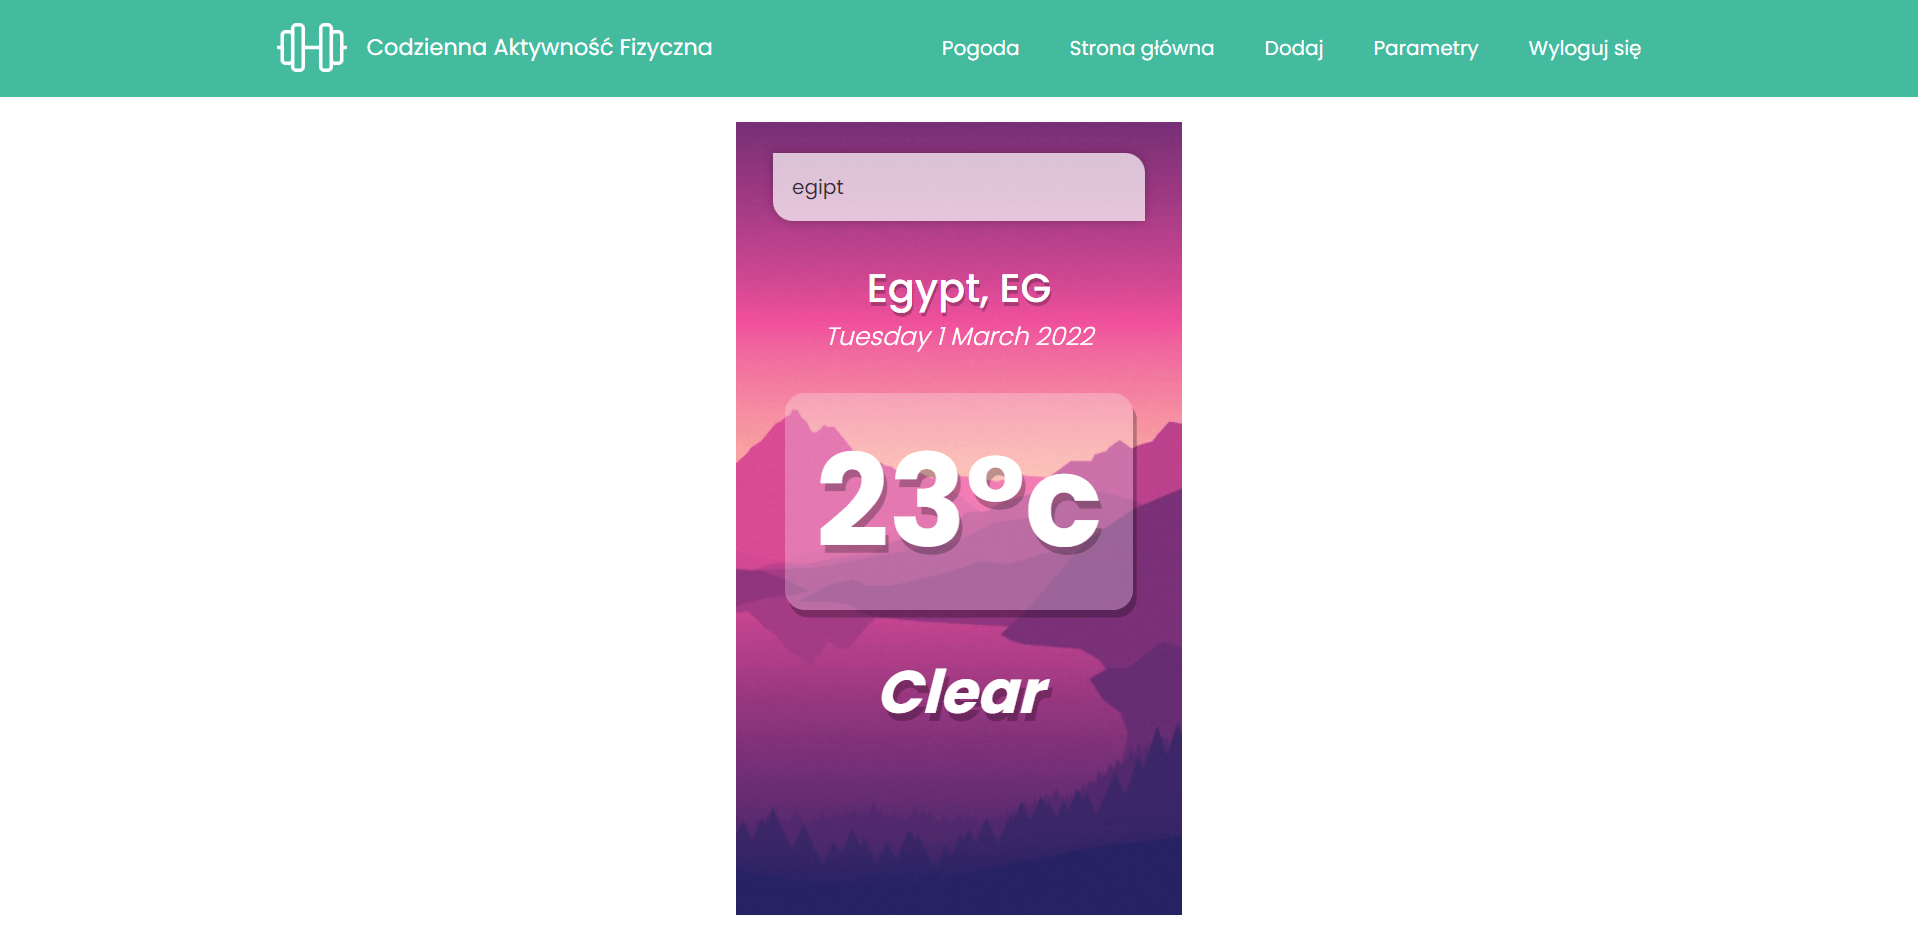 Codzienna Aktywność Fizyczna
Pogoda
Strona główna
Dodaj
Parametry
Wyloguj się
egipt
Egypt, EG
Tuesday 1 March 2022
23°c
Clear